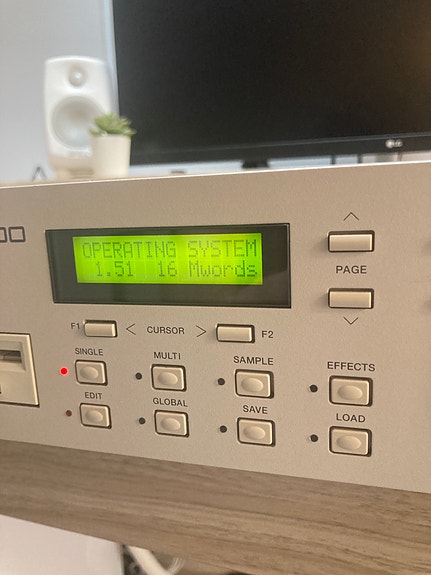 LG
00
OPERATING SYSTEM
1.51 16 Mwords
PAGE
F1 < CURSOR > F2
SINGLE MULTI SAMPLE EFFECTS
EDIT GLOBAL SAVE LOAD